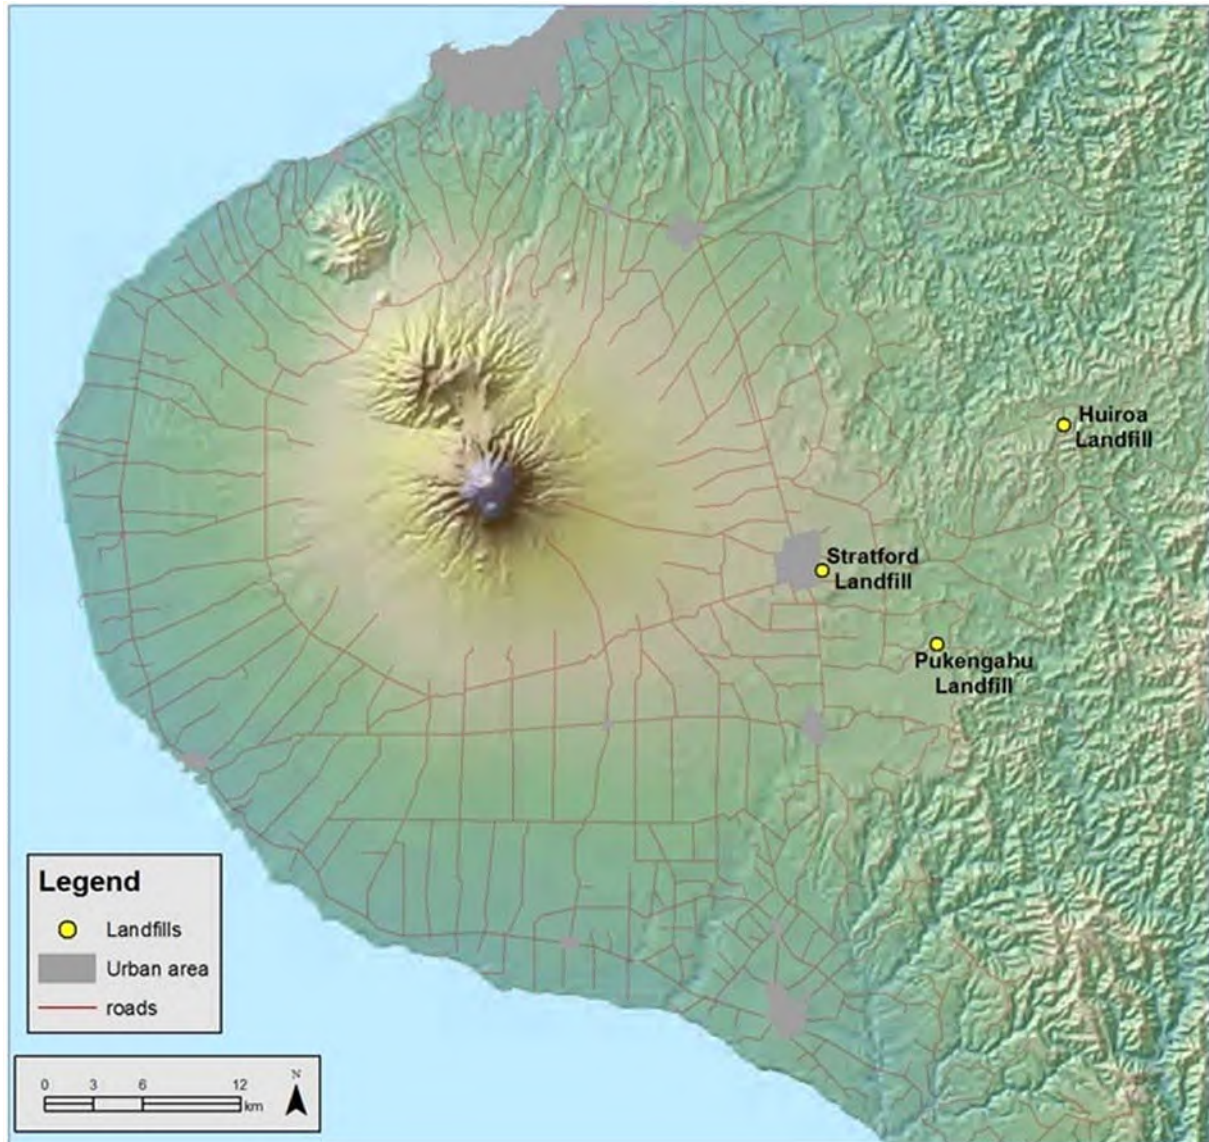 Huiroa
Landfill
Stratford
Landfill
Pukengahu
Landfill
Legend
Landfills
Urban area
roads
0 3 6 12
km
N